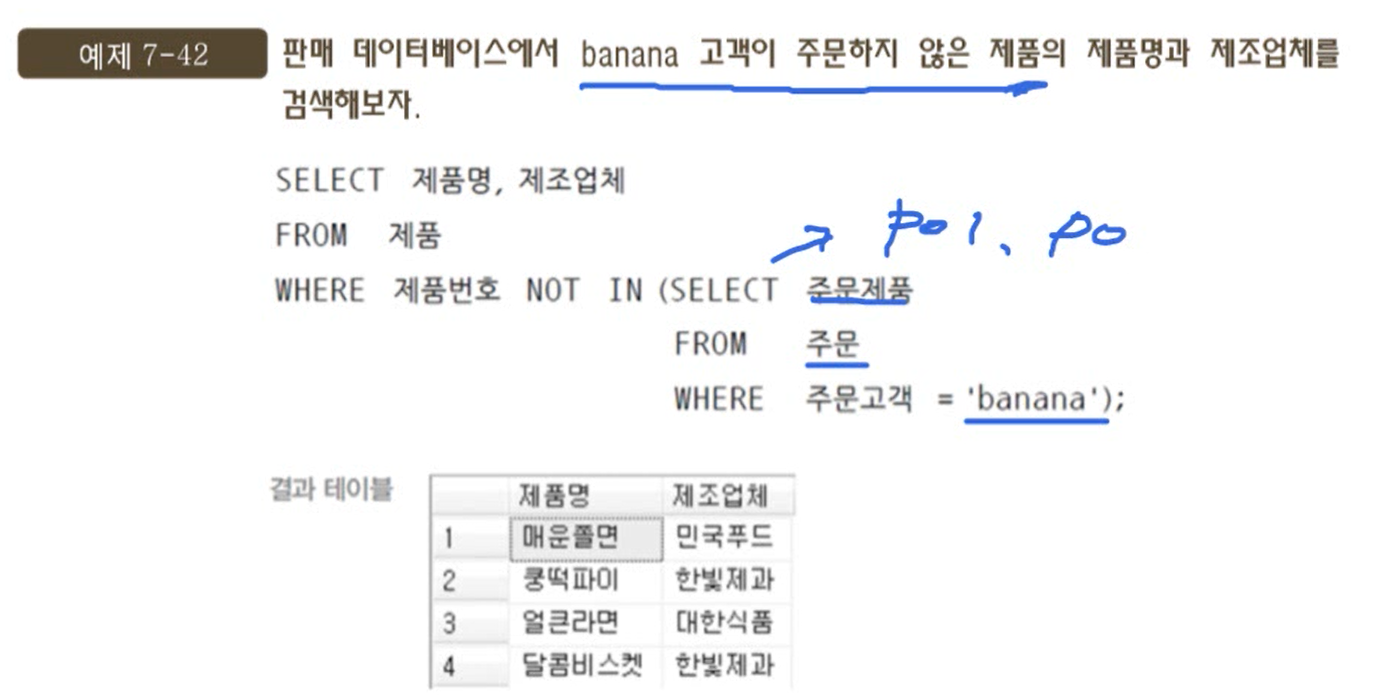 예제 7-42 판매 데이터베이스에서 banana 고객이 주문하지 않은 제품의 제품명과 제조업체를
검색해보자.
SELECT 제품명, 제조업체
FROM 제품
p01, p0
WHERE 제품번호 NOT IN (SELECT 주문제품
FROM 주문
WHERE 주문고객 = 'banana');
결과 테이블
제품명 제조업체
1 매운쫄면 민국푸드
2 쿵떡파이 한빛제과
3 얼큰라면 대한식품
4 달콤비스켓 한빛제과